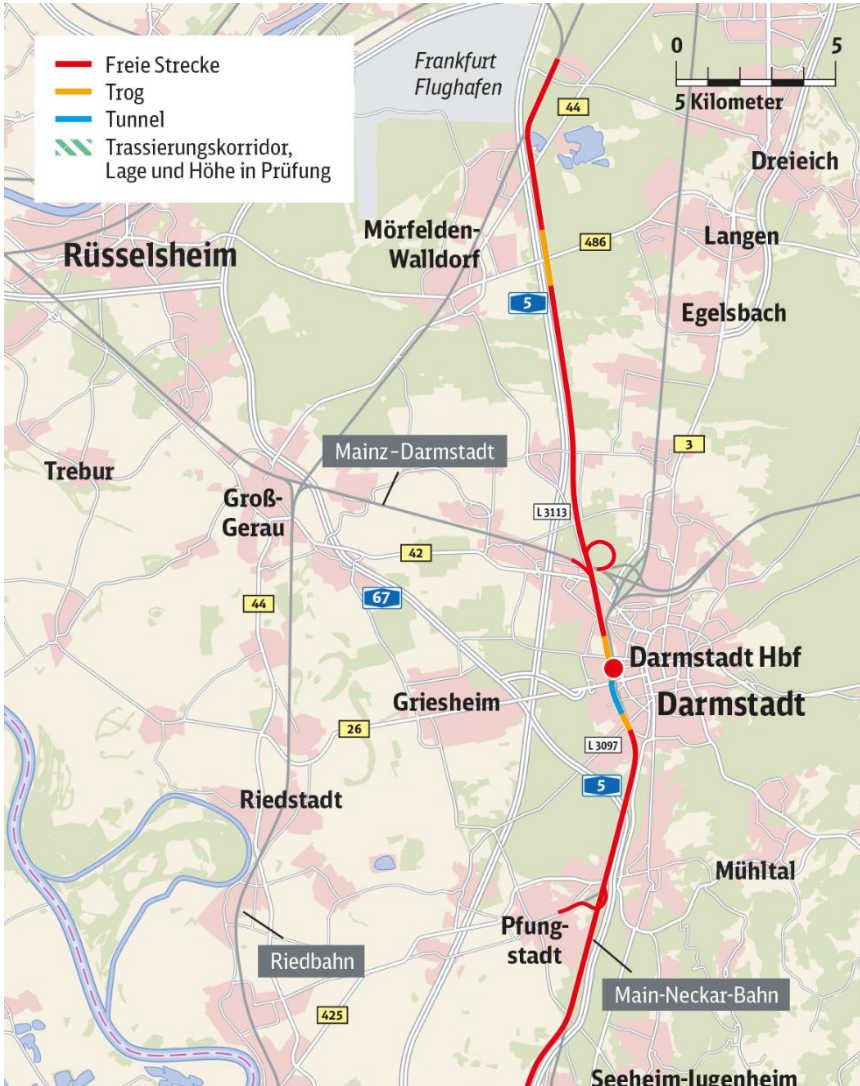 Freie Strecke
Trog
Tunnel
Trassierungskorridor,
Lage und Höhe in Prüfung
Frankfurt
Flughafen
0
5
5 Kilometer
44
Dreieich
Mörfelden-
Walldorf
486
Langen
Rüsselsheim
5
Egelsbach
3
Mainz–Darmstadt
Trebur
Groß-
Gerau
L 3113
42
67
44
Darmstadt Hbf
Darmstadt
Griesheim
26
L 3097
5
Riedstadt
Mühltal
Pfung-
stadt
Riedbahn
Main-Neckar-Bahn
425
Seeheim-Jugenheim